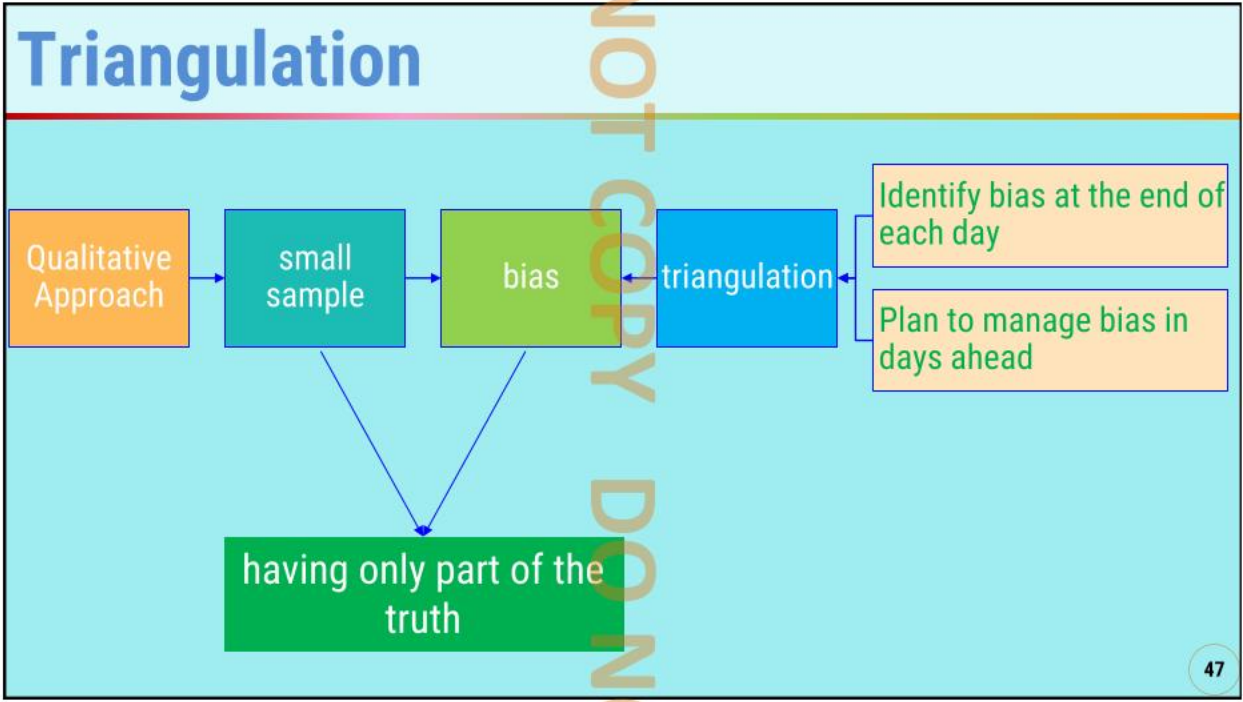 Triangulation
Qualitative
Approach
small
sample
bias
triangulation
Identify bias at the end of
each day
Plan to manage bias in
days ahead
having only part of the
truth
NOT COPY DO N
47